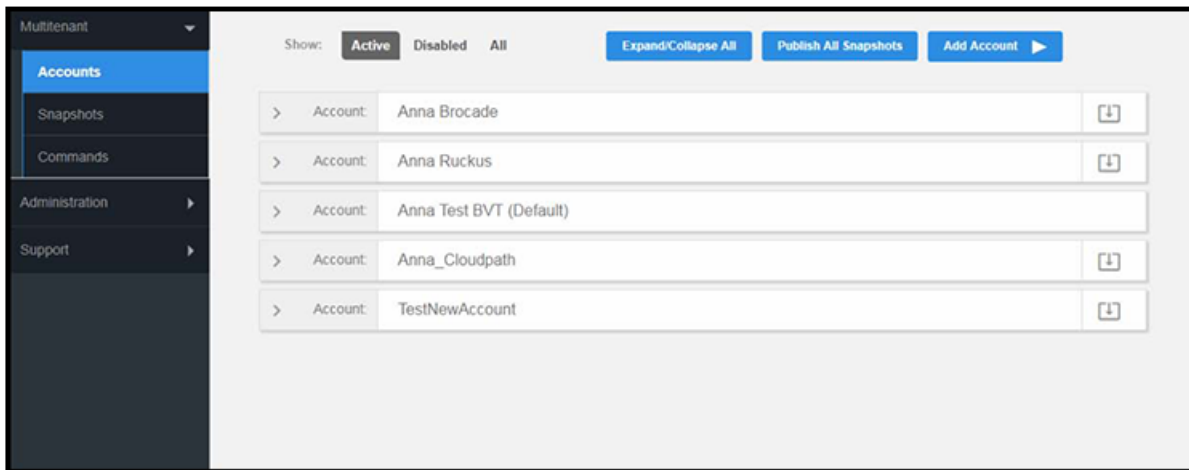 Multitenant
Accounts
Snapshots
Commands
Administration
Support
Show: Active Disabled All
Expand/Collapse All
Publish All Snapshots
Add Account
Account: Anna Brocade
Account: Anna Ruckus
Account: Anna Test BVT (Default)
Account: Anna_Cloudpath
Account: TestNewAccount